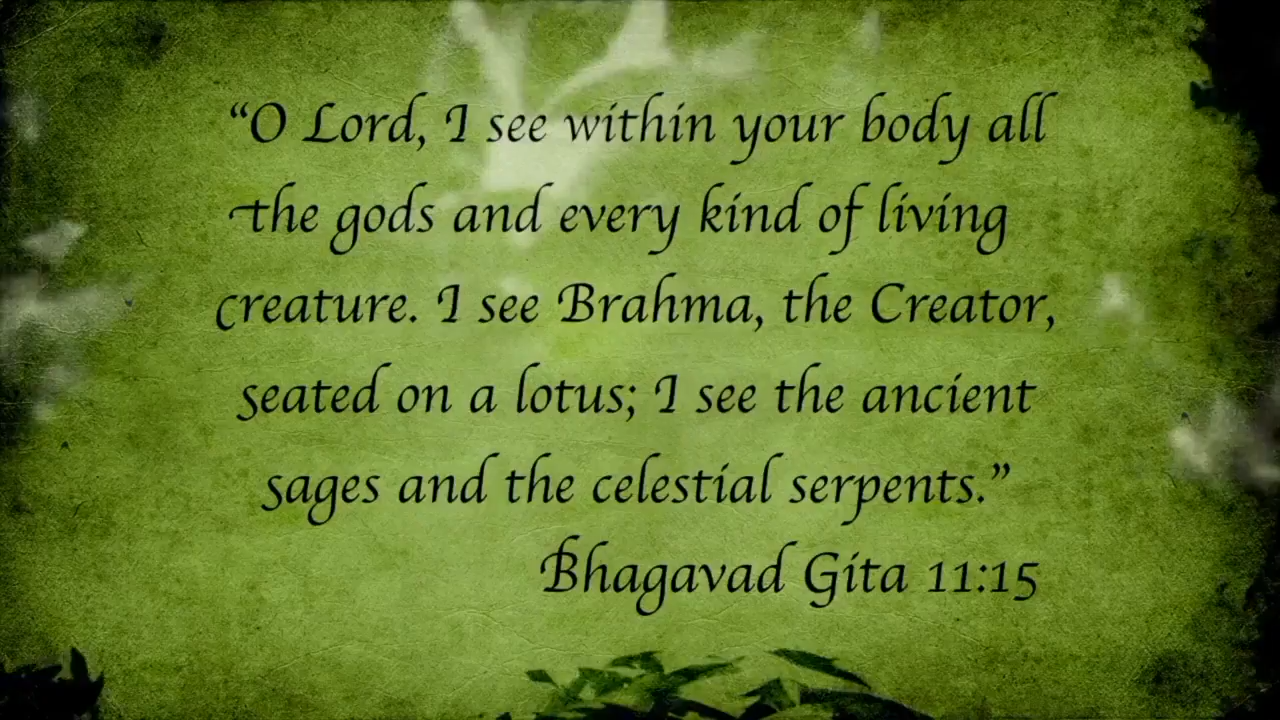 “O Lord, I see within your body all
the gods and every kind of living
creature. I see Brahma, the Creator,
seated on a lotus; I see the ancient
sages and the celestial serpents.”
Bhagavad Gita 11:15